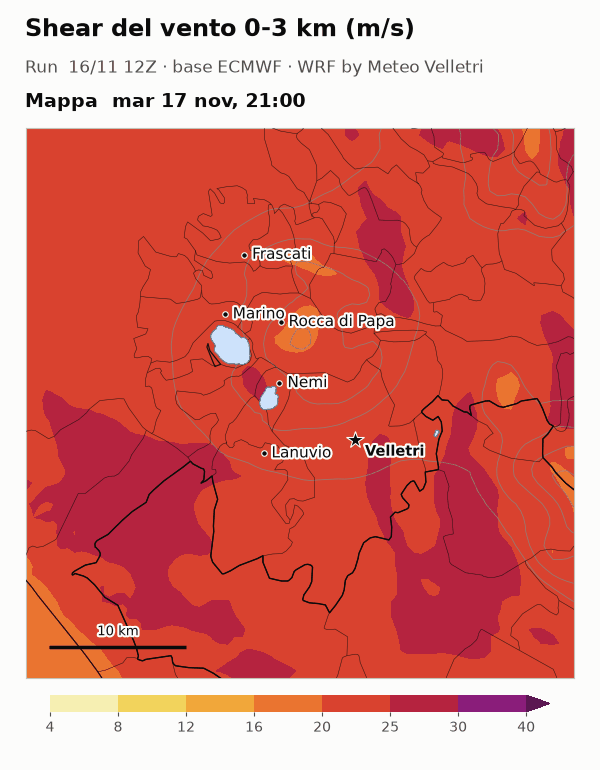 Shear del vento 0-3 km (m/s)
Run  16/11 12Z · base ECMWF · WRF by Meteo Velletri
Mappa  mar 17 nov, 21:00
Frascati
Marino
Rocca di Papa
Nemi
Velletri
Lanuvio
10 km
4 8 12 16 20 25 30 40